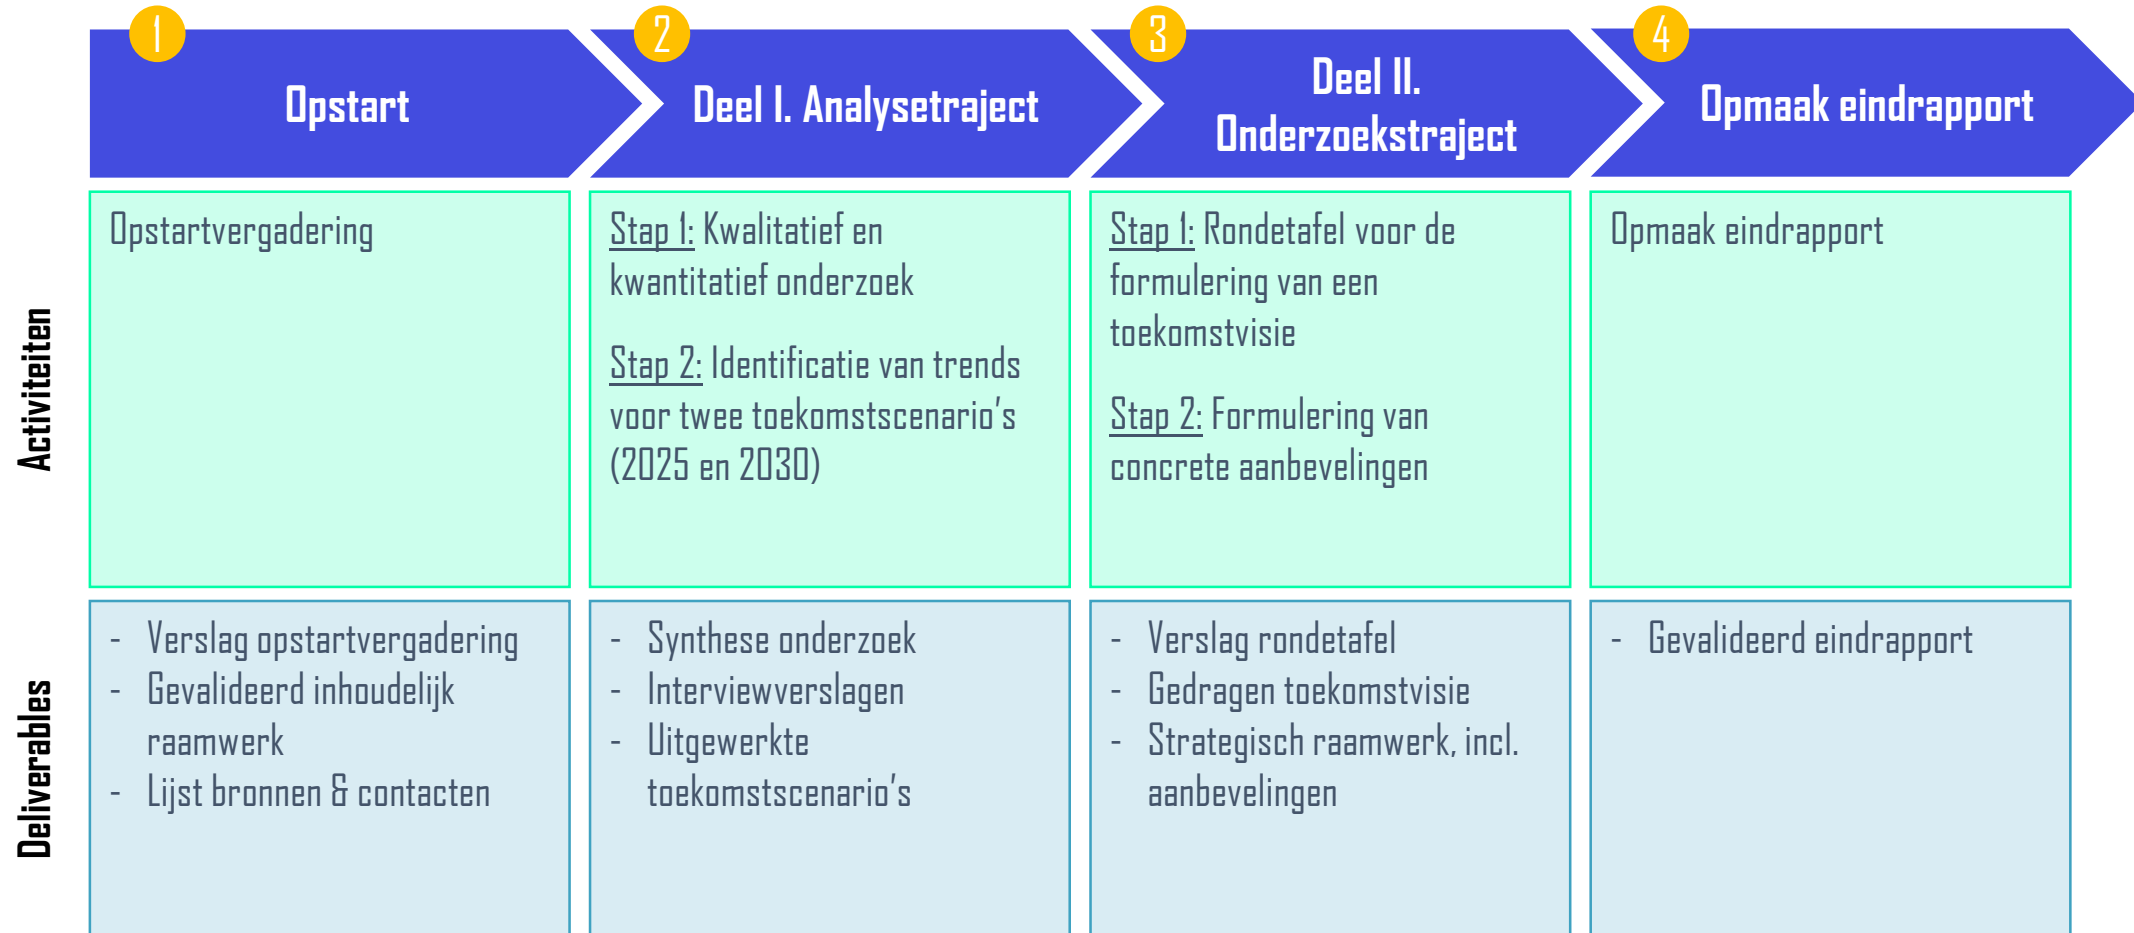 1
Opstart
2
Deel I. Analysetraject
3
Deel II.
Onderzoekstraject
4
Opmaak eindrapport
Activiteiten
Opstartvergadering
Stap 1: Kwalitatief en
kwantitatief onderzoek
Stap 2: Identificatie van trends
voor twee toekomstscenario's
(2025 en 2030)
Stap 1: Rondetafel voor de
formulering van een
toekomstvisie
Stap 2: Formulering van
concrete aanbevelingen
Opmaak eindrapport
Deliverables
- Verslag opstartvergadering
- Gevalideerd inhoudelijk
raamwerk
- Lijst bronnen & contacten
- Synthese onderzoek
- Interviewverslagen
- Uitgewerkte
toekomstscenario's
- Verslag rondetafel
- Gedragen toekomstvisie
- Strategisch raamwerk, incl.
aanbevelingen
- Gevalideerd eindrapport